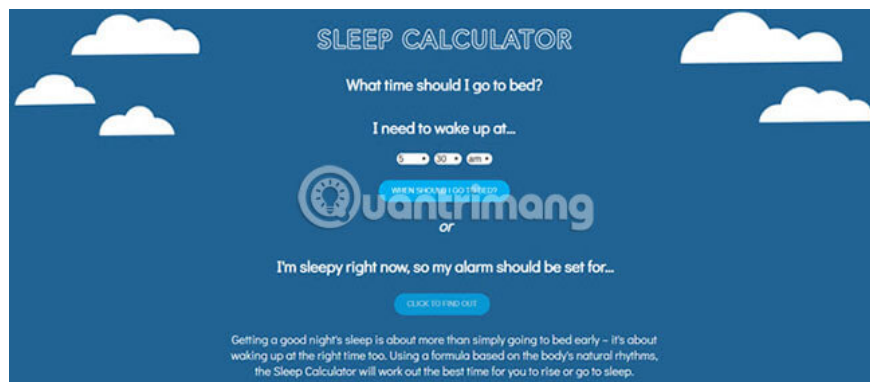 SLEEP CALCULATOR
What time should I go to bed?
I need to wake up at...
5 30 am
WHEN SHOULD I GO TO BED?
Quantrimang
or
I'm sleepy right now, so my alarm should be set for...
CLICK TO FIND OUT
Getting a good night's sleep is about more than simply going to bed early – it's about
waking up at the right time too. Using a formula based on the body's natural rhythms,
the Sleep Calculator will work out the best time for you to rise or go to sleep.